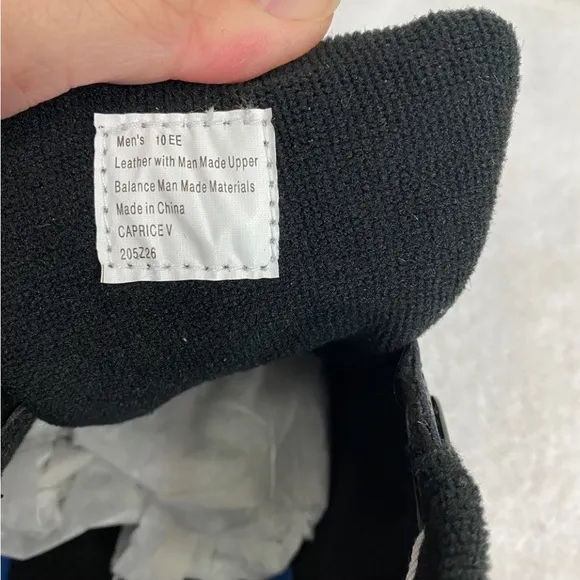 Men's 10 EE
Leather with Man Made Upper
Balance Man Made Materials
Made in China
CAPRICE V
205Z26